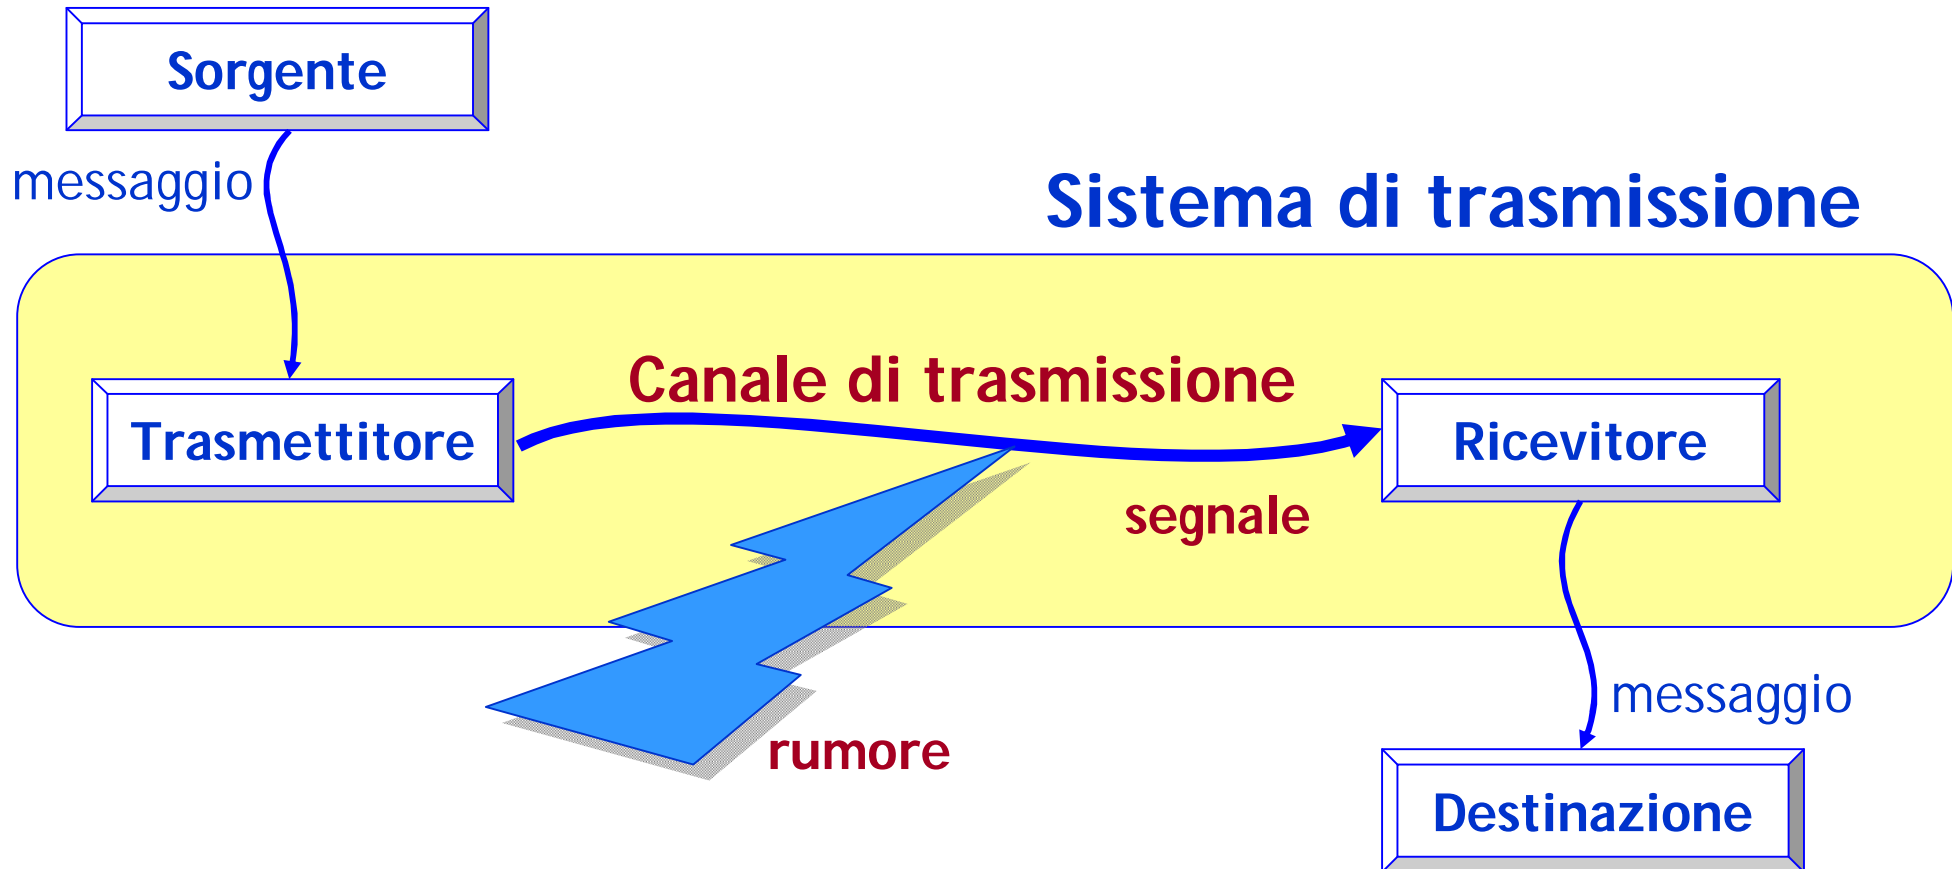 Sorgente
messaggio
Sistema di trasmissione
Canale di trasmissione
Trasmettitore
Ricevitore
segnale
messaggio
rumore
Destinazione